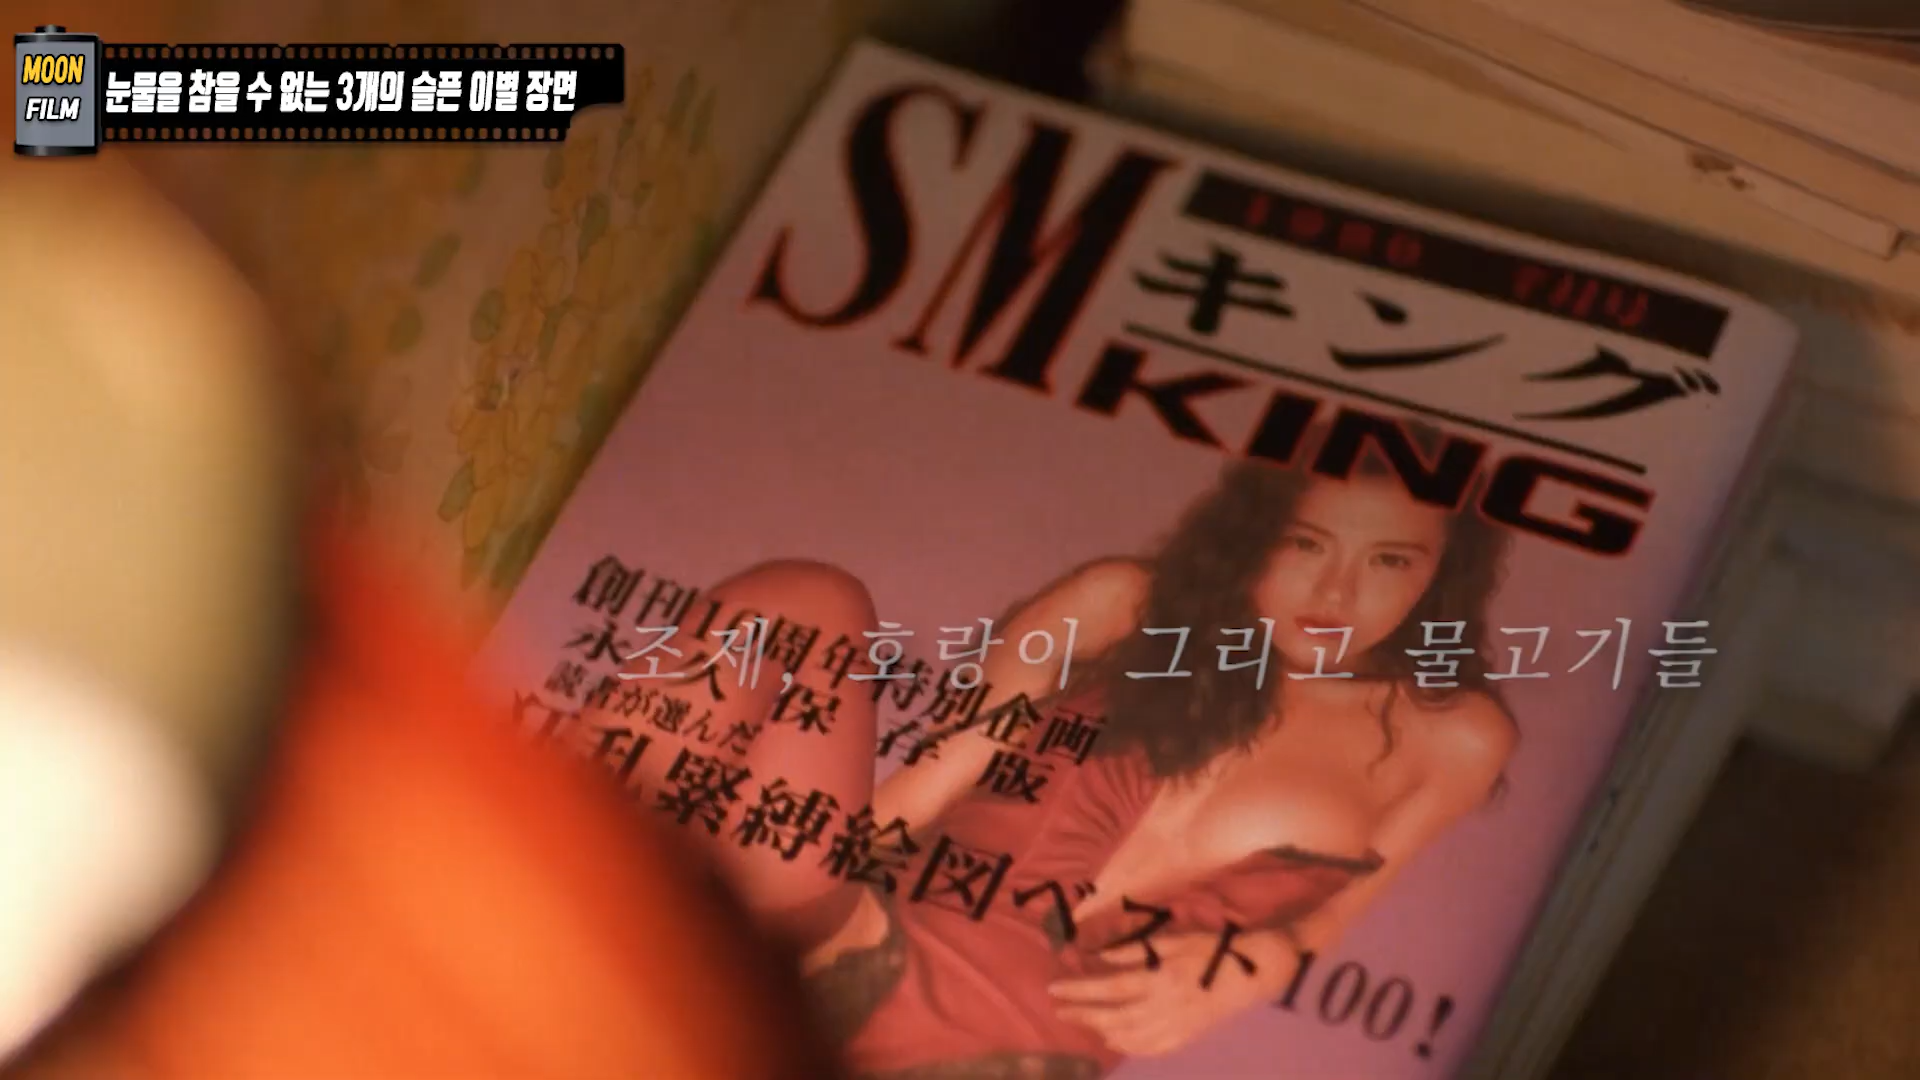 MOON
FILM
눈물을 참을 수 없는 3개의 슬픈 이별 장면
SM
キング
KING
創刊10周年特別企画
永久保存版
読者が選んだ
緊縛絵図ベスト100!
조제, 호랑이 그리고 물고기들